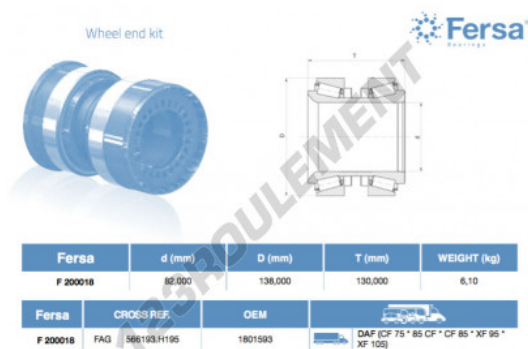 Wheel end kit
Fersa
Bearings
T
D
d
123ROULEMENT
Fersa d (mm) D (mm) T (mm) WEIGHT (kg)
F 200018 82,000 138,000 130,000 6,10
Fersa CROSS REF. OEM
F 200018 FAG 566193.H195 1801593 DAF (CF 75 * 85 CF * CF 85 * XF 95 *
XF 105)